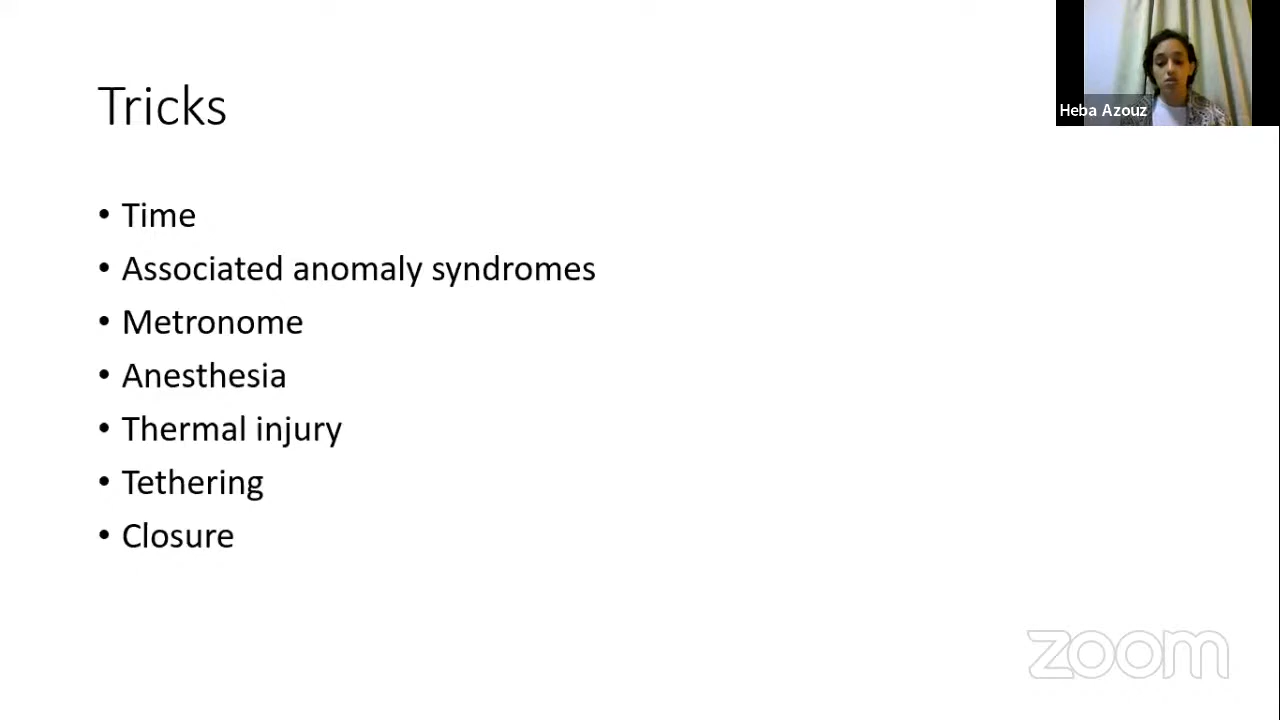 Heba Azouz
Tricks
• Time
• Associated anomaly syndromes
• Metronome
• Anesthesia
• Thermal injury
• Tethering
• Closure
zoom